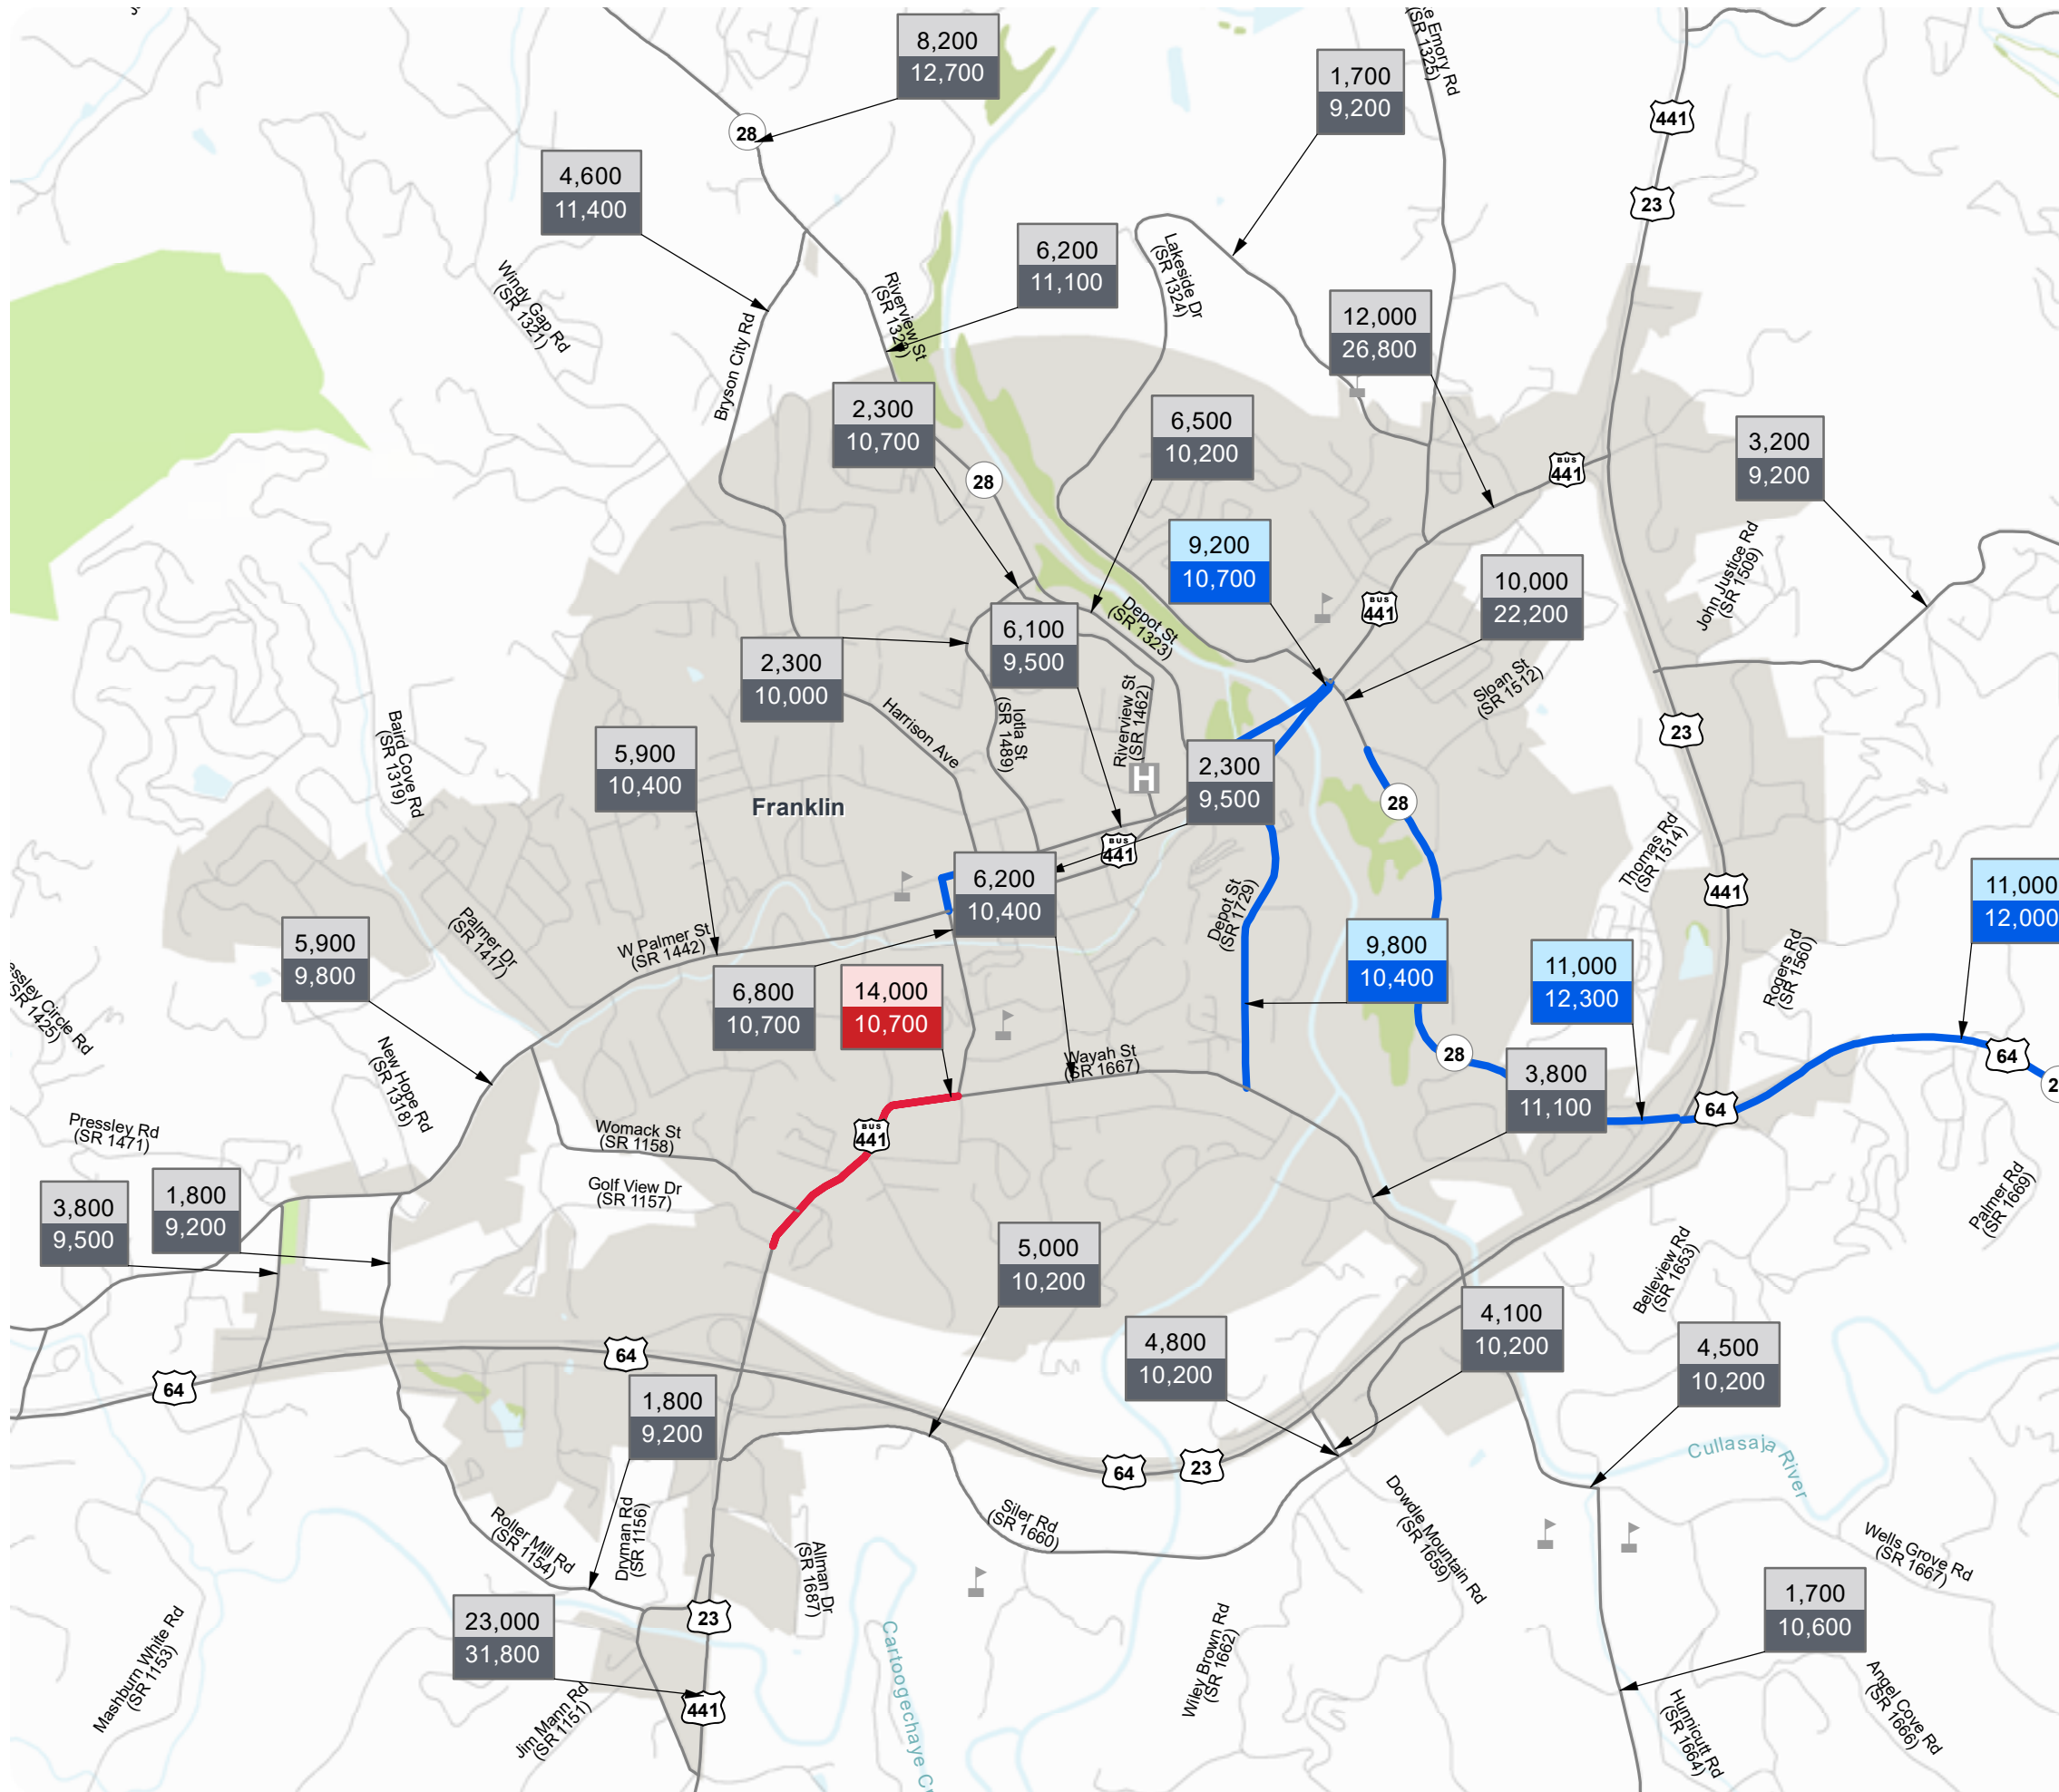 8,200
12,700
1,700
9,200
e Emory Rd
(SR 1325)
441
28
4,600
11,400
23
6,200
11,100
Lakeside Dr
(SR 1324)
Windy Gap Rd
(SR 1321)
Riverview St
Bryson City Rd
12,000
26,800
2,300
10,700
6,500
10,200
3,200
9,200
BUS
441
28
9,200
10,700
10,000
22,200
John Justice Rd
(SR 1509)
BUS
441
Depot St
(SR 1323)
6,100
9,500
2,300
10,000
Sloan St
(SR 1512)
Riverview St
(SR 1462)
Iotla St
(SR 1489)
Harrison Ave
Baird Cove Rd
(SR 1319)
5,900
10,400
23
2,300
9,500
H
Franklin
28
BUS
441
Thomas Rd
(SR 1514)
6,200
10,400
441
11,000
12,000
Depot St
(SR 1729)
Palmer Dr
(SR 1417)
W Palmer St
(SR 1442)
5,900
9,800
9,800
10,400
11,000
12,300
Rogers Rd
(SR 1560)
essley Circle Rd
(SR 1425)
6,800
10,700
14,000
10,700
New Hope Rd
(SR 1318)
Wayah St
(SR 1667)
28
64
2
3,800
11,100
64
Pressley Rd
(SR 1471)
Womack St
(SR 1158)
BUS
441
Golf View Dr
(SR 1157)
3,800
9,500
1,800
9,200
Palmer Rd
(SR 1669)
5,000
10,200
Belleview Rd
(SR 1653)
4,800
10,200
4,100
10,200
4,500
10,200
64
64
1,800
9,200
64
23
Cullasaja River
Roller Mill Rd
(SR 1154)
Dryman Rd
(SR 1156)
Allman Dr
(SR 1687)
Siler Rd
(SR 1660)
Dowdle Mountain Rd
(SR 1659)
Wells Grove Rd
(SR 1667)
23
23,000
31,800
1,700
10,600
Mashburn White Rd
(SR 1153)
Jim Mann Rd
(SR 1151)
441
Cartoogechaye C
Wiley Brown Rd
(SR 1662)
Hunnicutt Rd
(SR 1664)
Angel Cove Rd
(SR 1666)